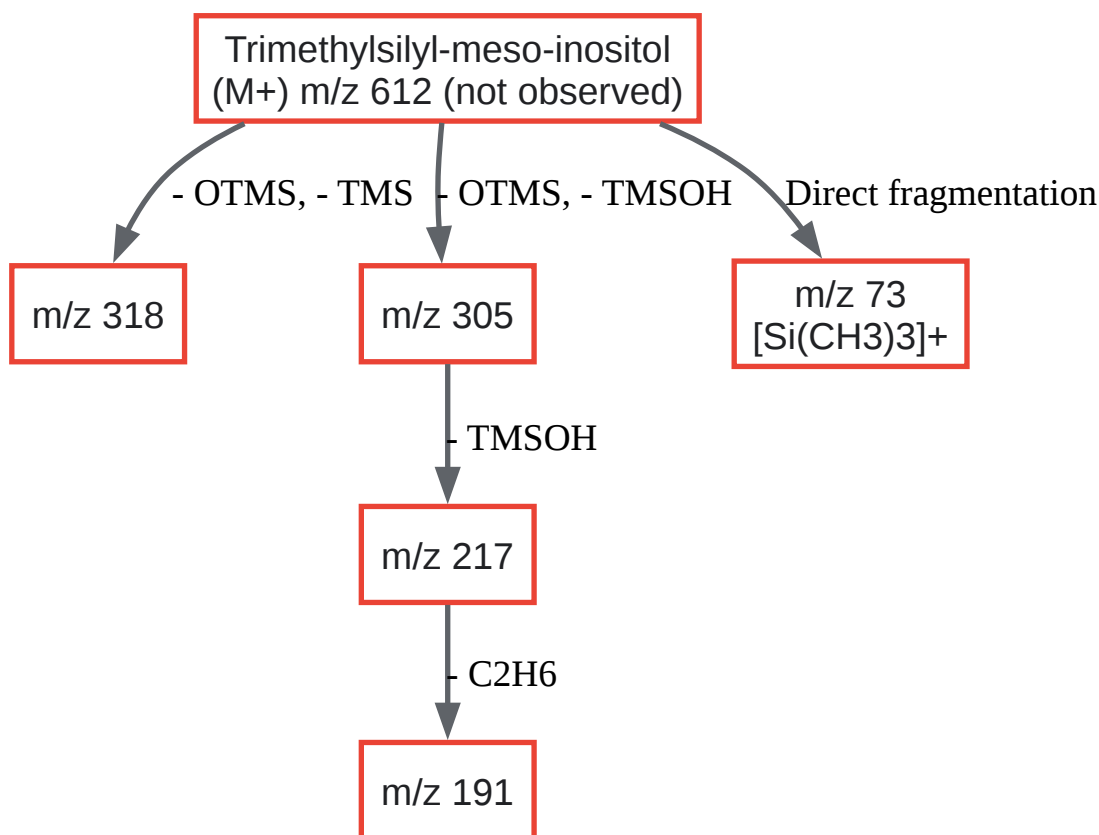 Trimethylsilyl-meso-inositol
(M+) m/z 612 (not observed)
- OTMS, - TMS
- OTMS, - TMSOH
Direct fragmentation
m/z 318
m/z 305
m/z 73
[Si(CH3)3]+
- TMSOH
m/z 217
- C2H6
m/z 191